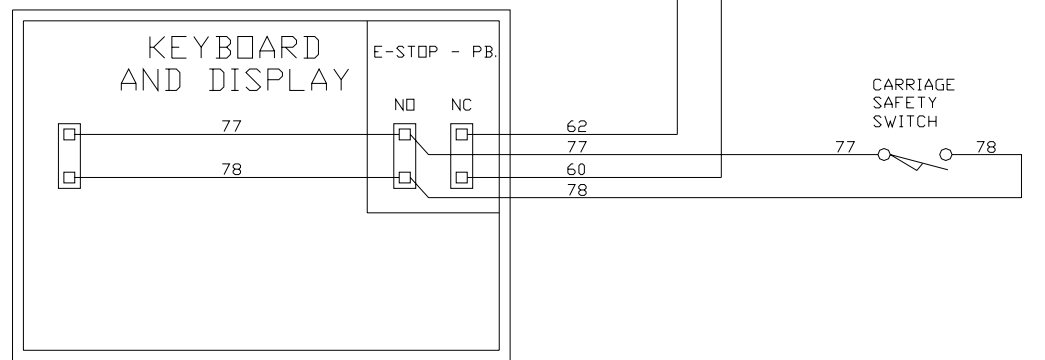 KEYBOARD
AND DISPLAY
E-STOP - PB.
NO
NC
CARRIAGE
SAFETY
SWITCH
77
62
77
77
78
78
60
78